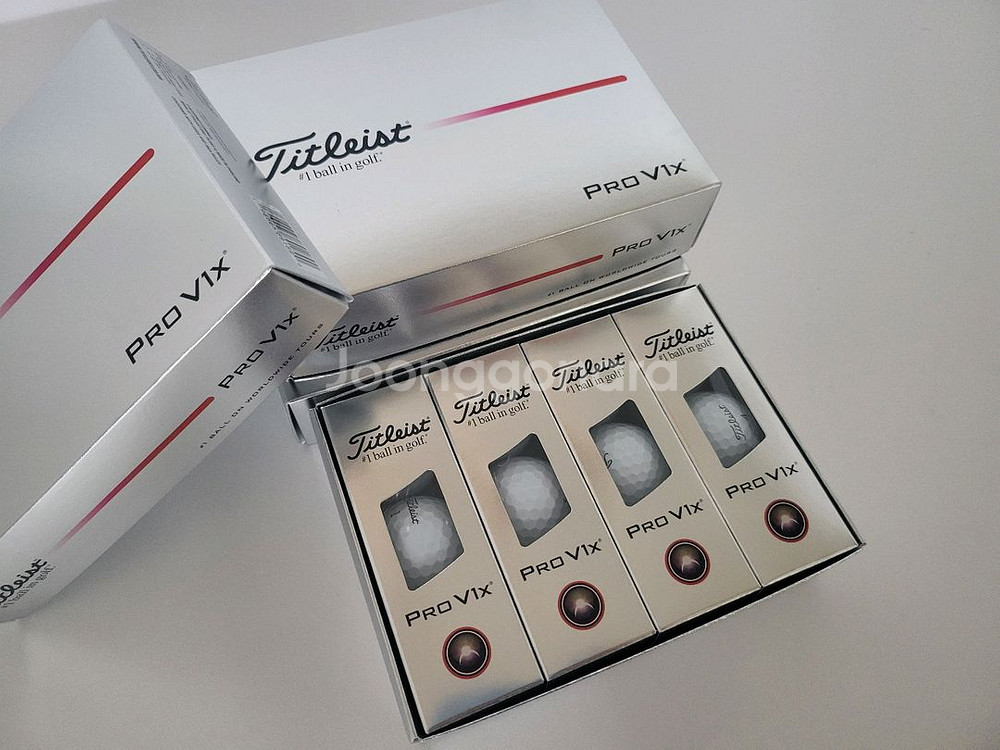 Titleist®
#1 ball in golf.®
PRO V1x®
PRO V1x®
#1 BALL ON WORLDWIDE TOURS
Titleist®
#1 ball in golf.®
PRO V1x®
PRO V1x®
#1 BALL ON WORLDWIDE TOURS
Titleist
#1 ball in golf.®
Joonggonara
Titleist®
#1 ball in golf.®
Titleist
PRO V1x®
Titleist®
#1 ball in golf.®
PRO V1x®
Titleist®
#1 ball in golf.®
6
PRO V1x®
Titleist®
#1 ball in golf.®
Titleist
PRO V1x®